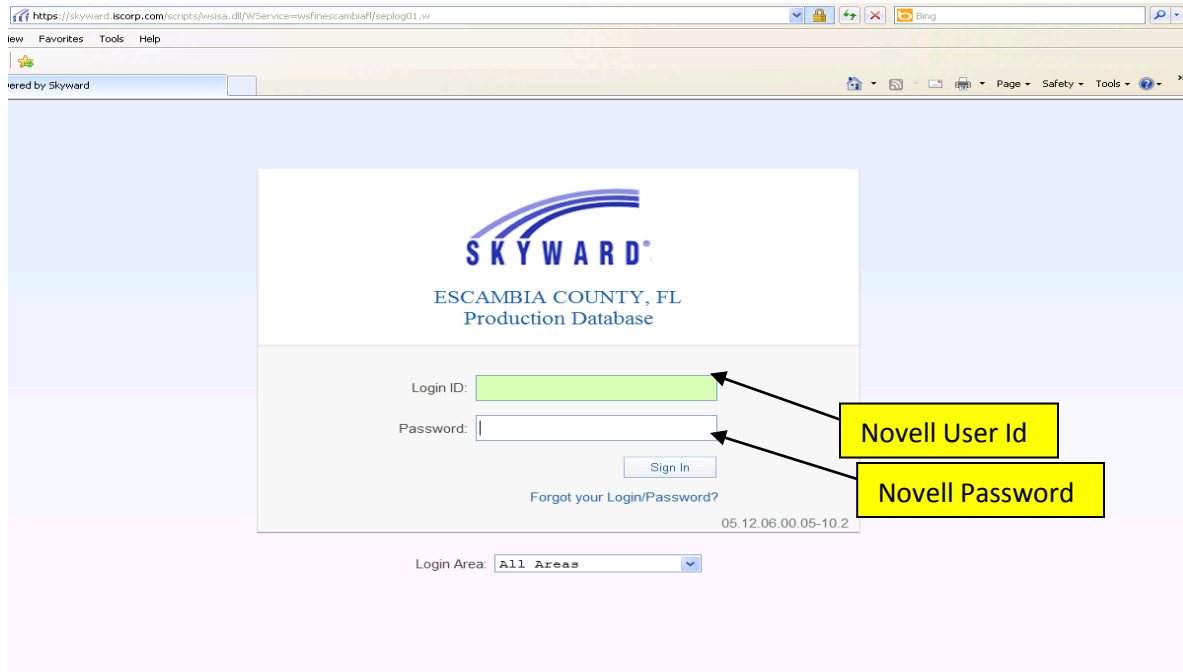 https://skyward.iscorp.com/scripts/wsisa.dll/WService=wsfinescambiafl/seplog01.w
Bing
iew Favorites Tools Help
ered by Skyward
Page Safety Tools
SKYWARD®
ESCAMBIA COUNTY, FL
Production Database
Login ID:
Password:
Novell User Id
Sign In
Novell Password
Forgot your Login/Password?
05.12.06.00.05-10.2
Login Area: All Areas